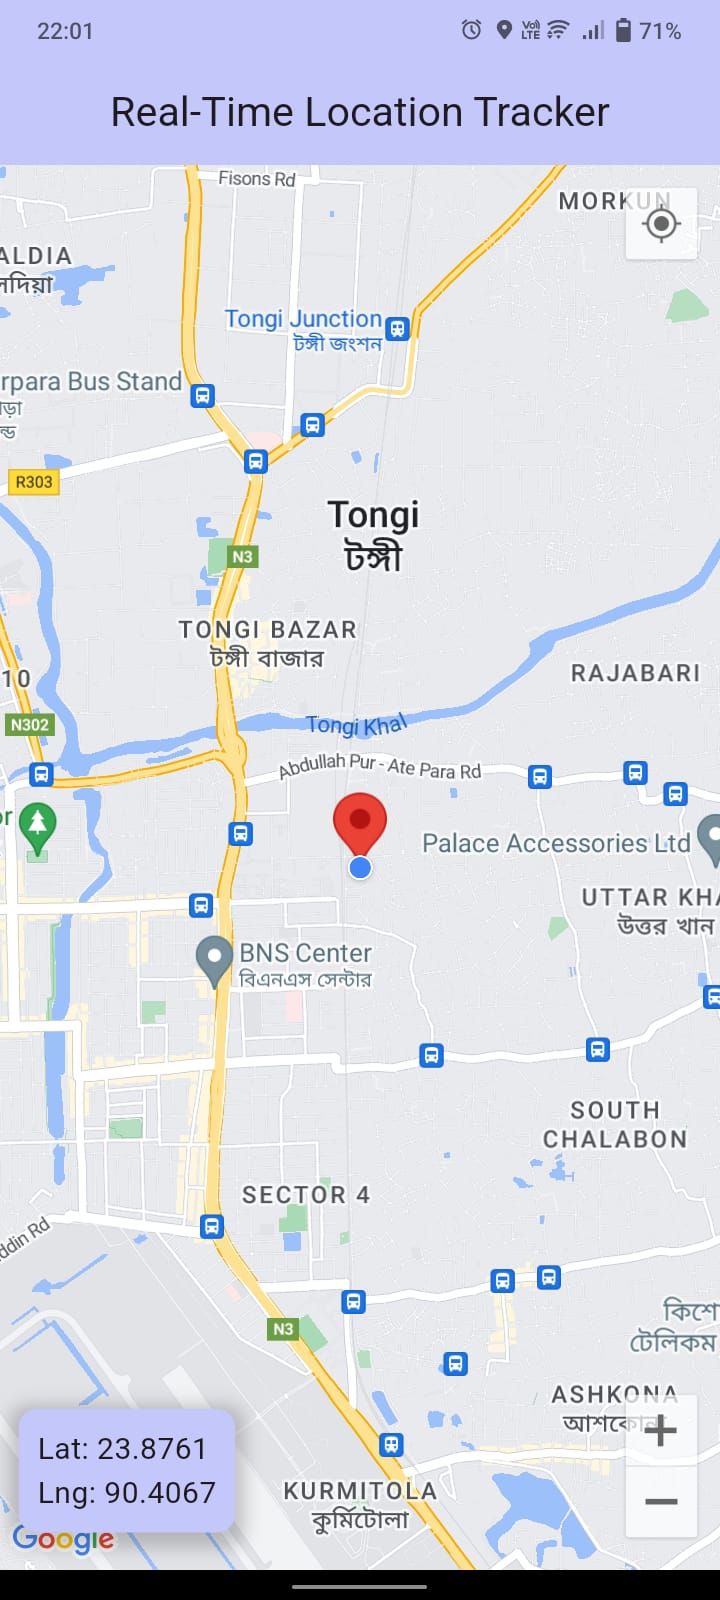 22:01
Vo) LTE
71%
Real-Time Location Tracker
Fisons Rd
MORKUN
ALDIA
Tongi Junction
টঙ্গী জংশন
rpara Bus Stand
R303
Tongi
টঙ্গী
N3
TONGI BAZAR
টঙ্গী বাজার
10
RAJABARI
N302
Tongi Khal
Abdullah Pur - Ate Para Rd
or
Palace Accessories Ltd
UTTAR KHA
উত্তর খান
BNS Center
বিএনএস সেন্টার
SOUTH
CHALABON
SECTOR 4
ddin Rd
N3
কিশো
টেলিকম
ASHKONA
আশকোনা
Lat: 23.8761
Lng: 90.4067
KURMITOLA
কুর্মিটোলা
Google